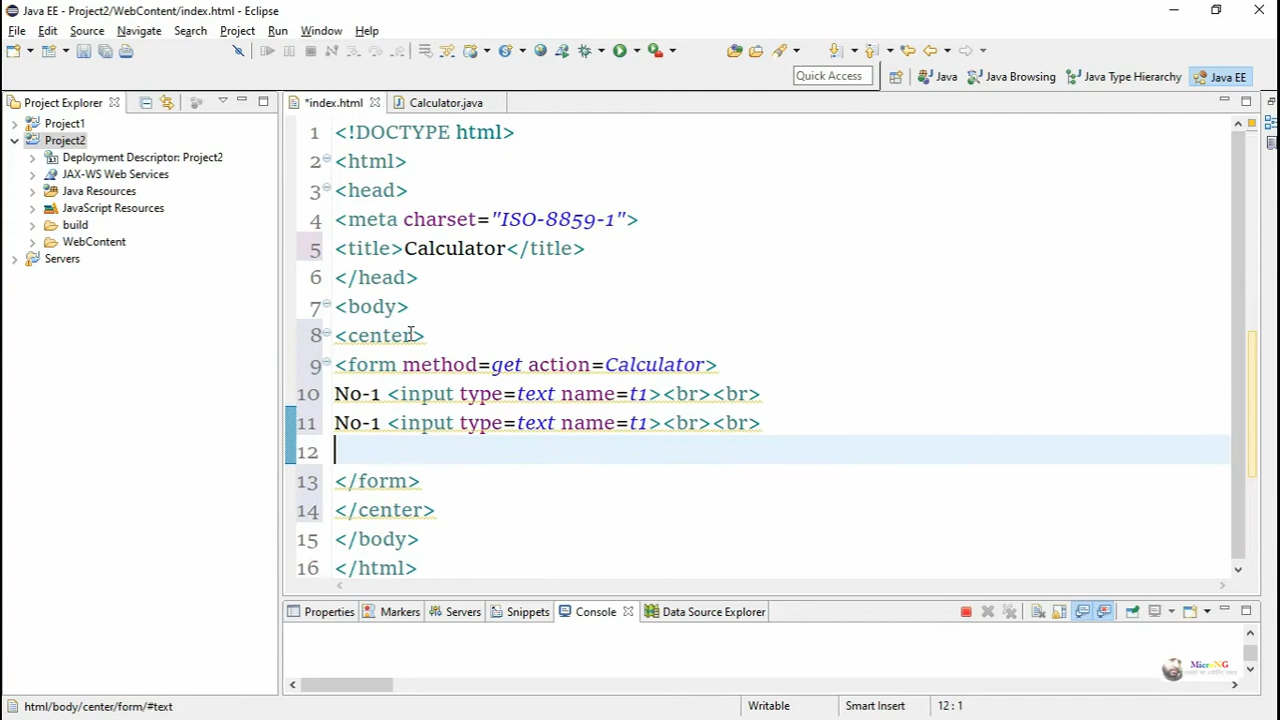 Java EE - Project2/WebContent/index.html - Eclipse
File Edit Source Navigate Search Project Run Window Help
Quick Access
Java
Java Browsing
Java Type Hierarchy
Java EE
Project Explorer
*index.html
Calculator.java
Project1
Project2
Deployment Descriptor: Project2
JAX-WS Web Services
Java Resources
JavaScript Resources
build
WebContent
Servers
1 <!DOCTYPE html>
2 <html>
3 <head>
4 <meta charset="ISO-8859-1">
5 <title>Calculator</title>
6 </head>
7 <body>
8 <center>
9 <form method=get action=Calculator>
10 No-1 <input type=text name=t1><br><br>
11 No-1 <input type=text name=t1><br><br>
12
13 </form>
14 </center>
15 </body>
16 </html>
Properties Markers Servers Snippets Console Data Source Explorer
MicroNG
html/body/center/form/#text
Writable
Smart Insert
12 : 1